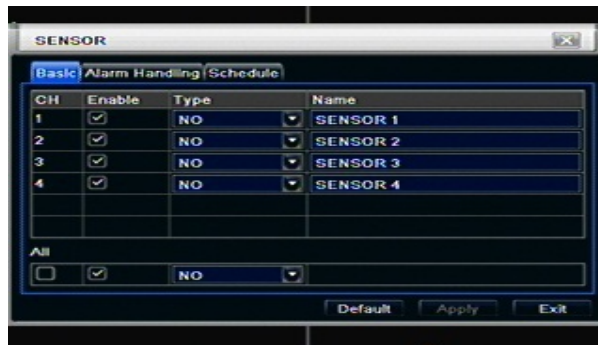 SENSOR
Basic Alarm Handling Schedule
CH Enable Type Name
1 NO SENSOR 1
2 NO SENSOR 2
3 NO SENSOR 3
4 NO SENSOR 4
All
NO
Default Apply Exit